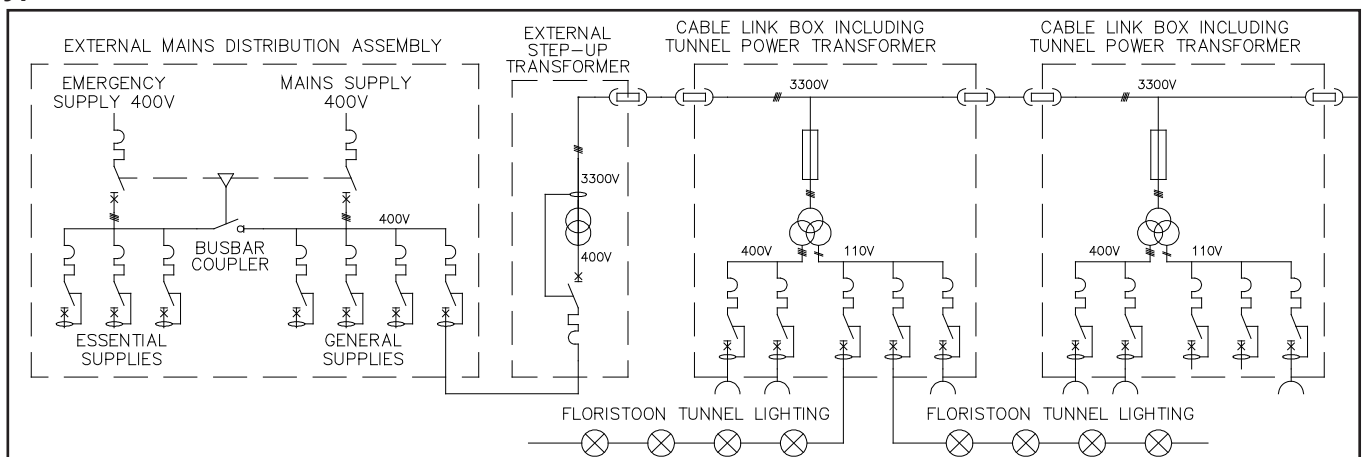 EXTERNAL MAINS DISTRIBUTION ASSEMBLY
EMERGENCY
SUPPLY 400V
MAINS SUPPLY
400V
400V
BUSBAR
COUPLER
ESSENTIAL
SUPPLIES
GENERAL
SUPPLIES
EXTERNAL
STEP-UP
TRANSFORMER
3300V
400V
CABLE LINK BOX INCLUDING
TUNNEL POWER TRANSFORMER
3300V
400V
110V
CABLE LINK BOX INCLUDING
TUNNEL POWER TRANSFORMER
3300V
400V
110V
FLORISTOON TUNNEL LIGHTING
FLORISTOON TUNNEL LIGHTING